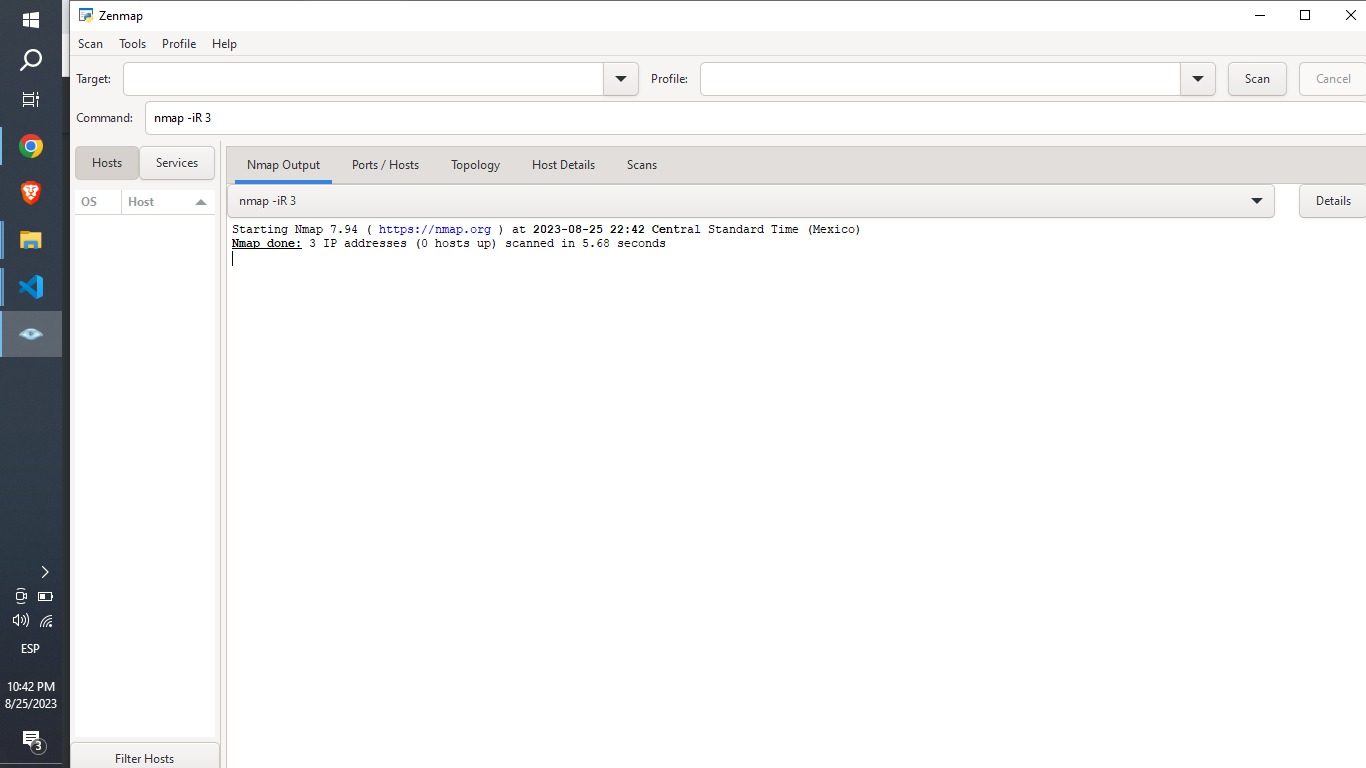 Zenmap
Scan Tools Profile Help
Target: Profile: Scan Cancel
Command: nmap -iR 3
Hosts Services
OS Host
Nmap Output Ports / Hosts Topology Host Details Scans
nmap -iR 3 Details
Starting Nmap 7.94 ( https://nmap.org ) at 2023-08-25 22:42 Central Standard Time (Mexico)
Nmap done: 3 IP addresses (0 hosts up) scanned in 5.68 seconds
Filter Hosts
ESP
10:42 PM
8/25/2023
3